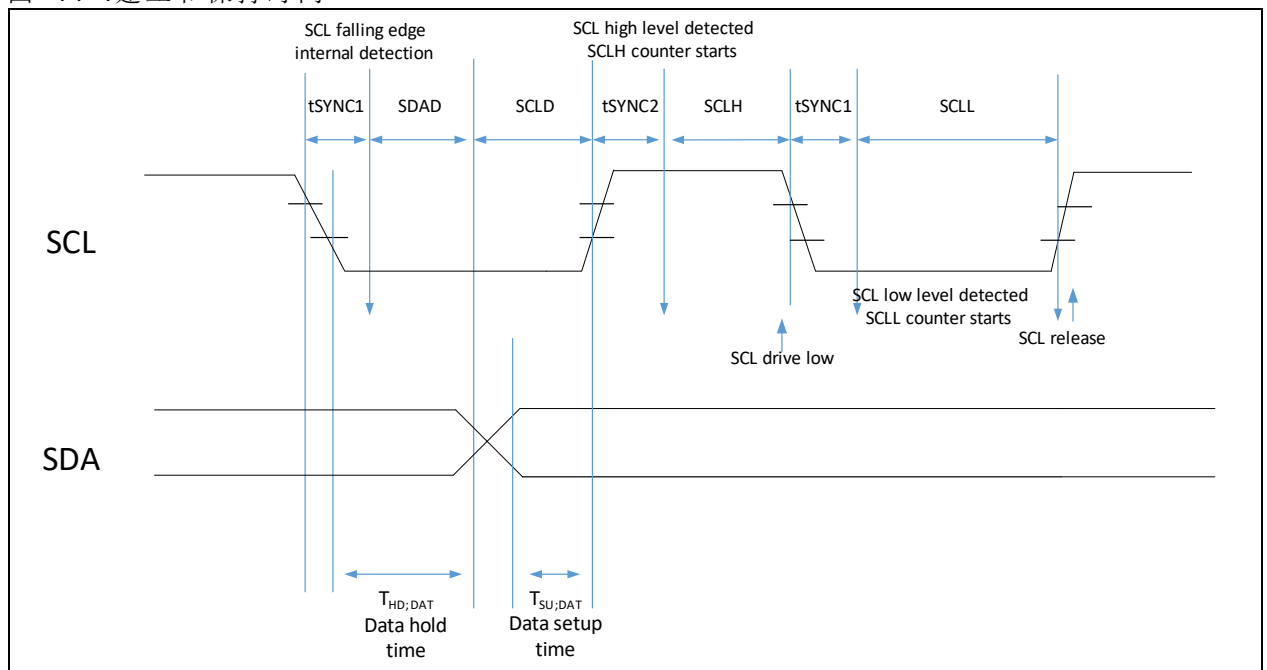 SCL falling edge
internal detection
SCL high level detected
SCLH counter starts
tSYNC1
SDAD
SCLD
tSYNC2
SCLH
tSYNC1
SCLL
SCL
SCL low level detected
SCLL counter starts
SCL release
SCL drive low
SDA
THD;DAT
Data hold
time
TSU;DAT
Data setup
time